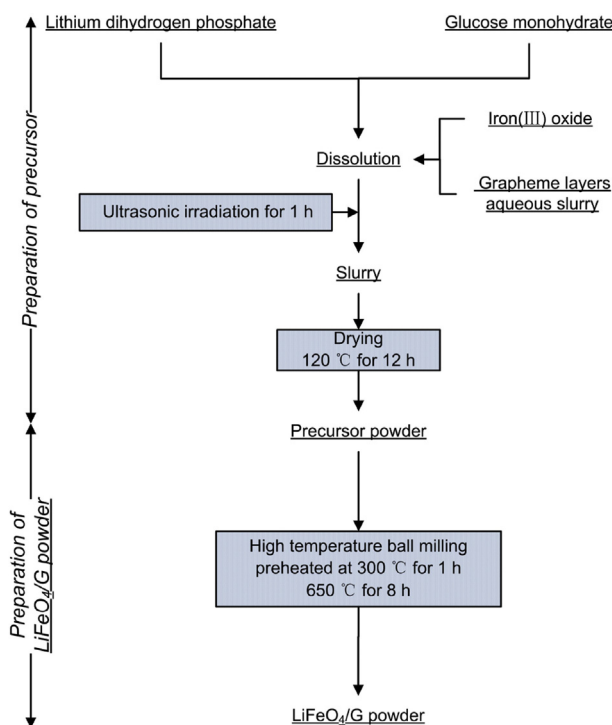 Lithium dihydrogen phosphate
Glucose monohydrate
Iron(III) oxide
Dissolution
Grapheme layers
aqueous slurry
Ultrasonic irradiation for 1 h
Slurry
Drying
120 ℃ for 12 h
Precursor powder
High temperature ball milling
preheated at 300 ℃ for 1 h
650 ℃ for 8 h
LiFeO₄/G powder
Preparation of precursor
Preparation of
LiFeO₄/G powder